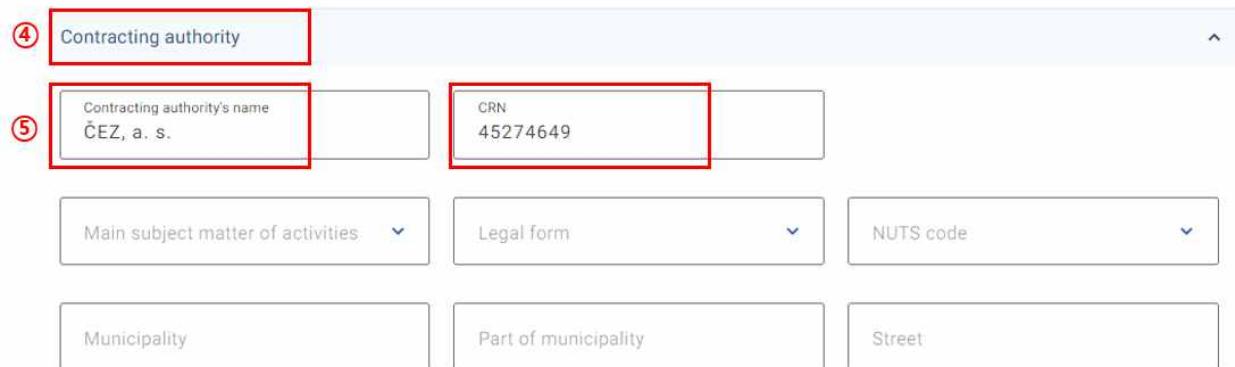 ④ Contracting authority
Contracting authority's name CRN
⑤ ČEZ, a. s. 45274649
Main subject matter of activities Legal form NUTS code
Municipality Part of municipality Street